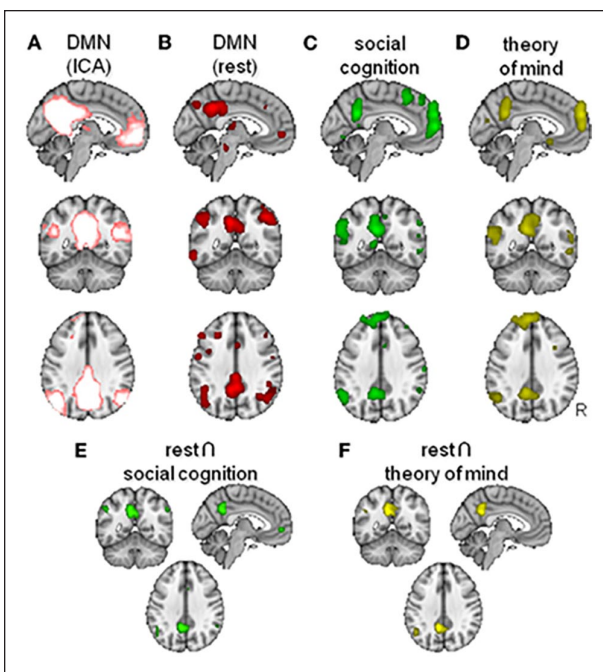 A DMN B DMN C social D theory
(ICA) (rest) cognition of mind
R
E rest∩ F rest∩
social cognition theory of mind